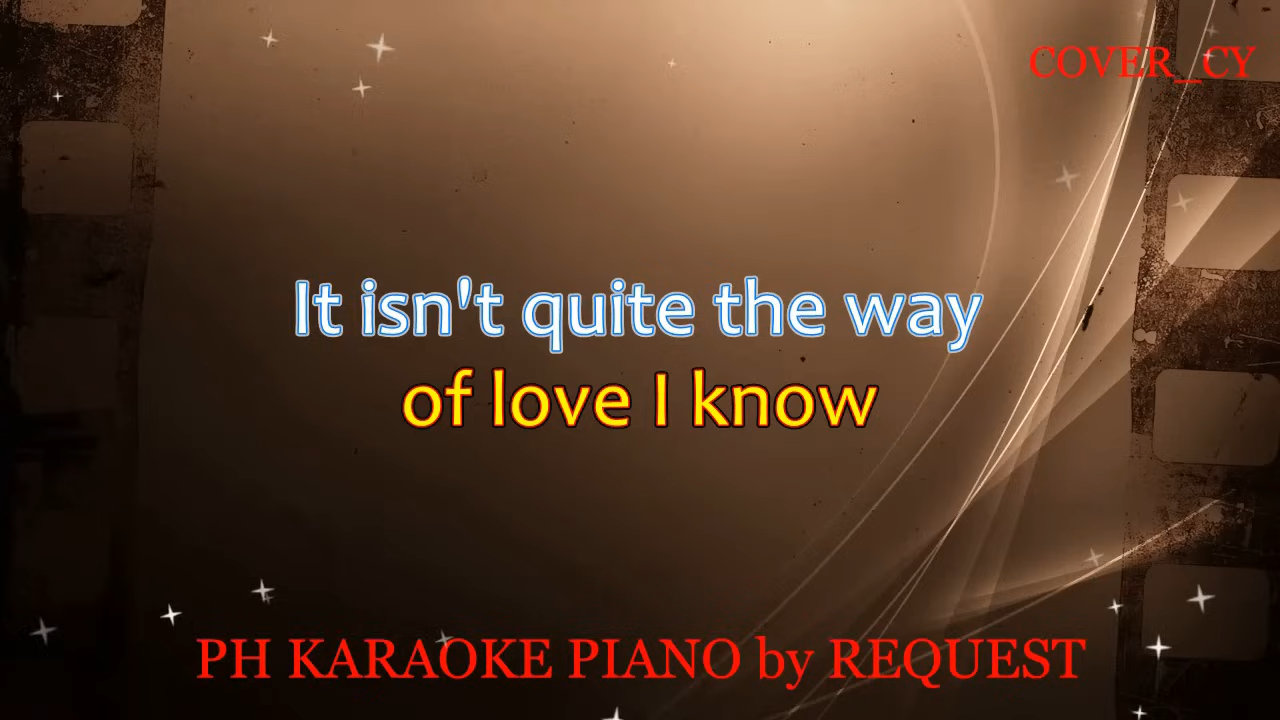 COVER_CY
It isn't quite the way
of love I know
PH KARAOKE PIANO by REQUEST